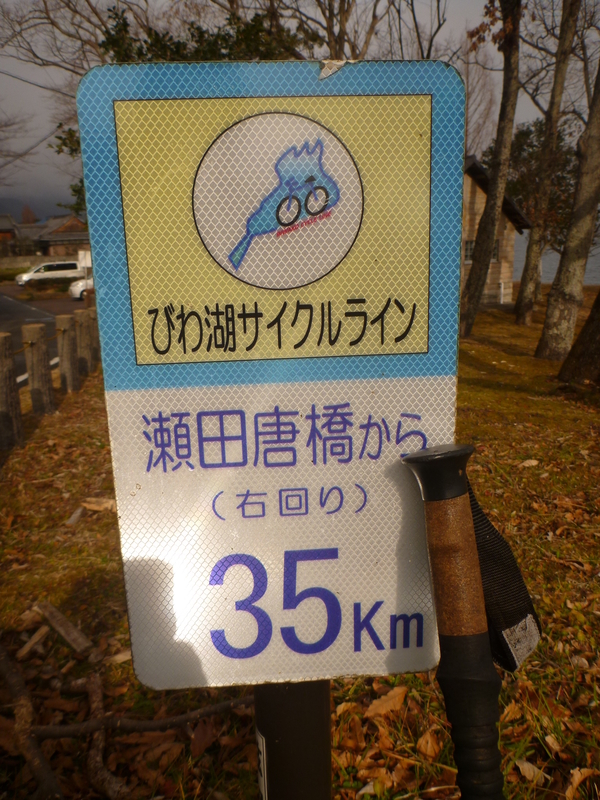 びわ湖サイクルライン
瀬田唐橋から
（右回り）
35Km